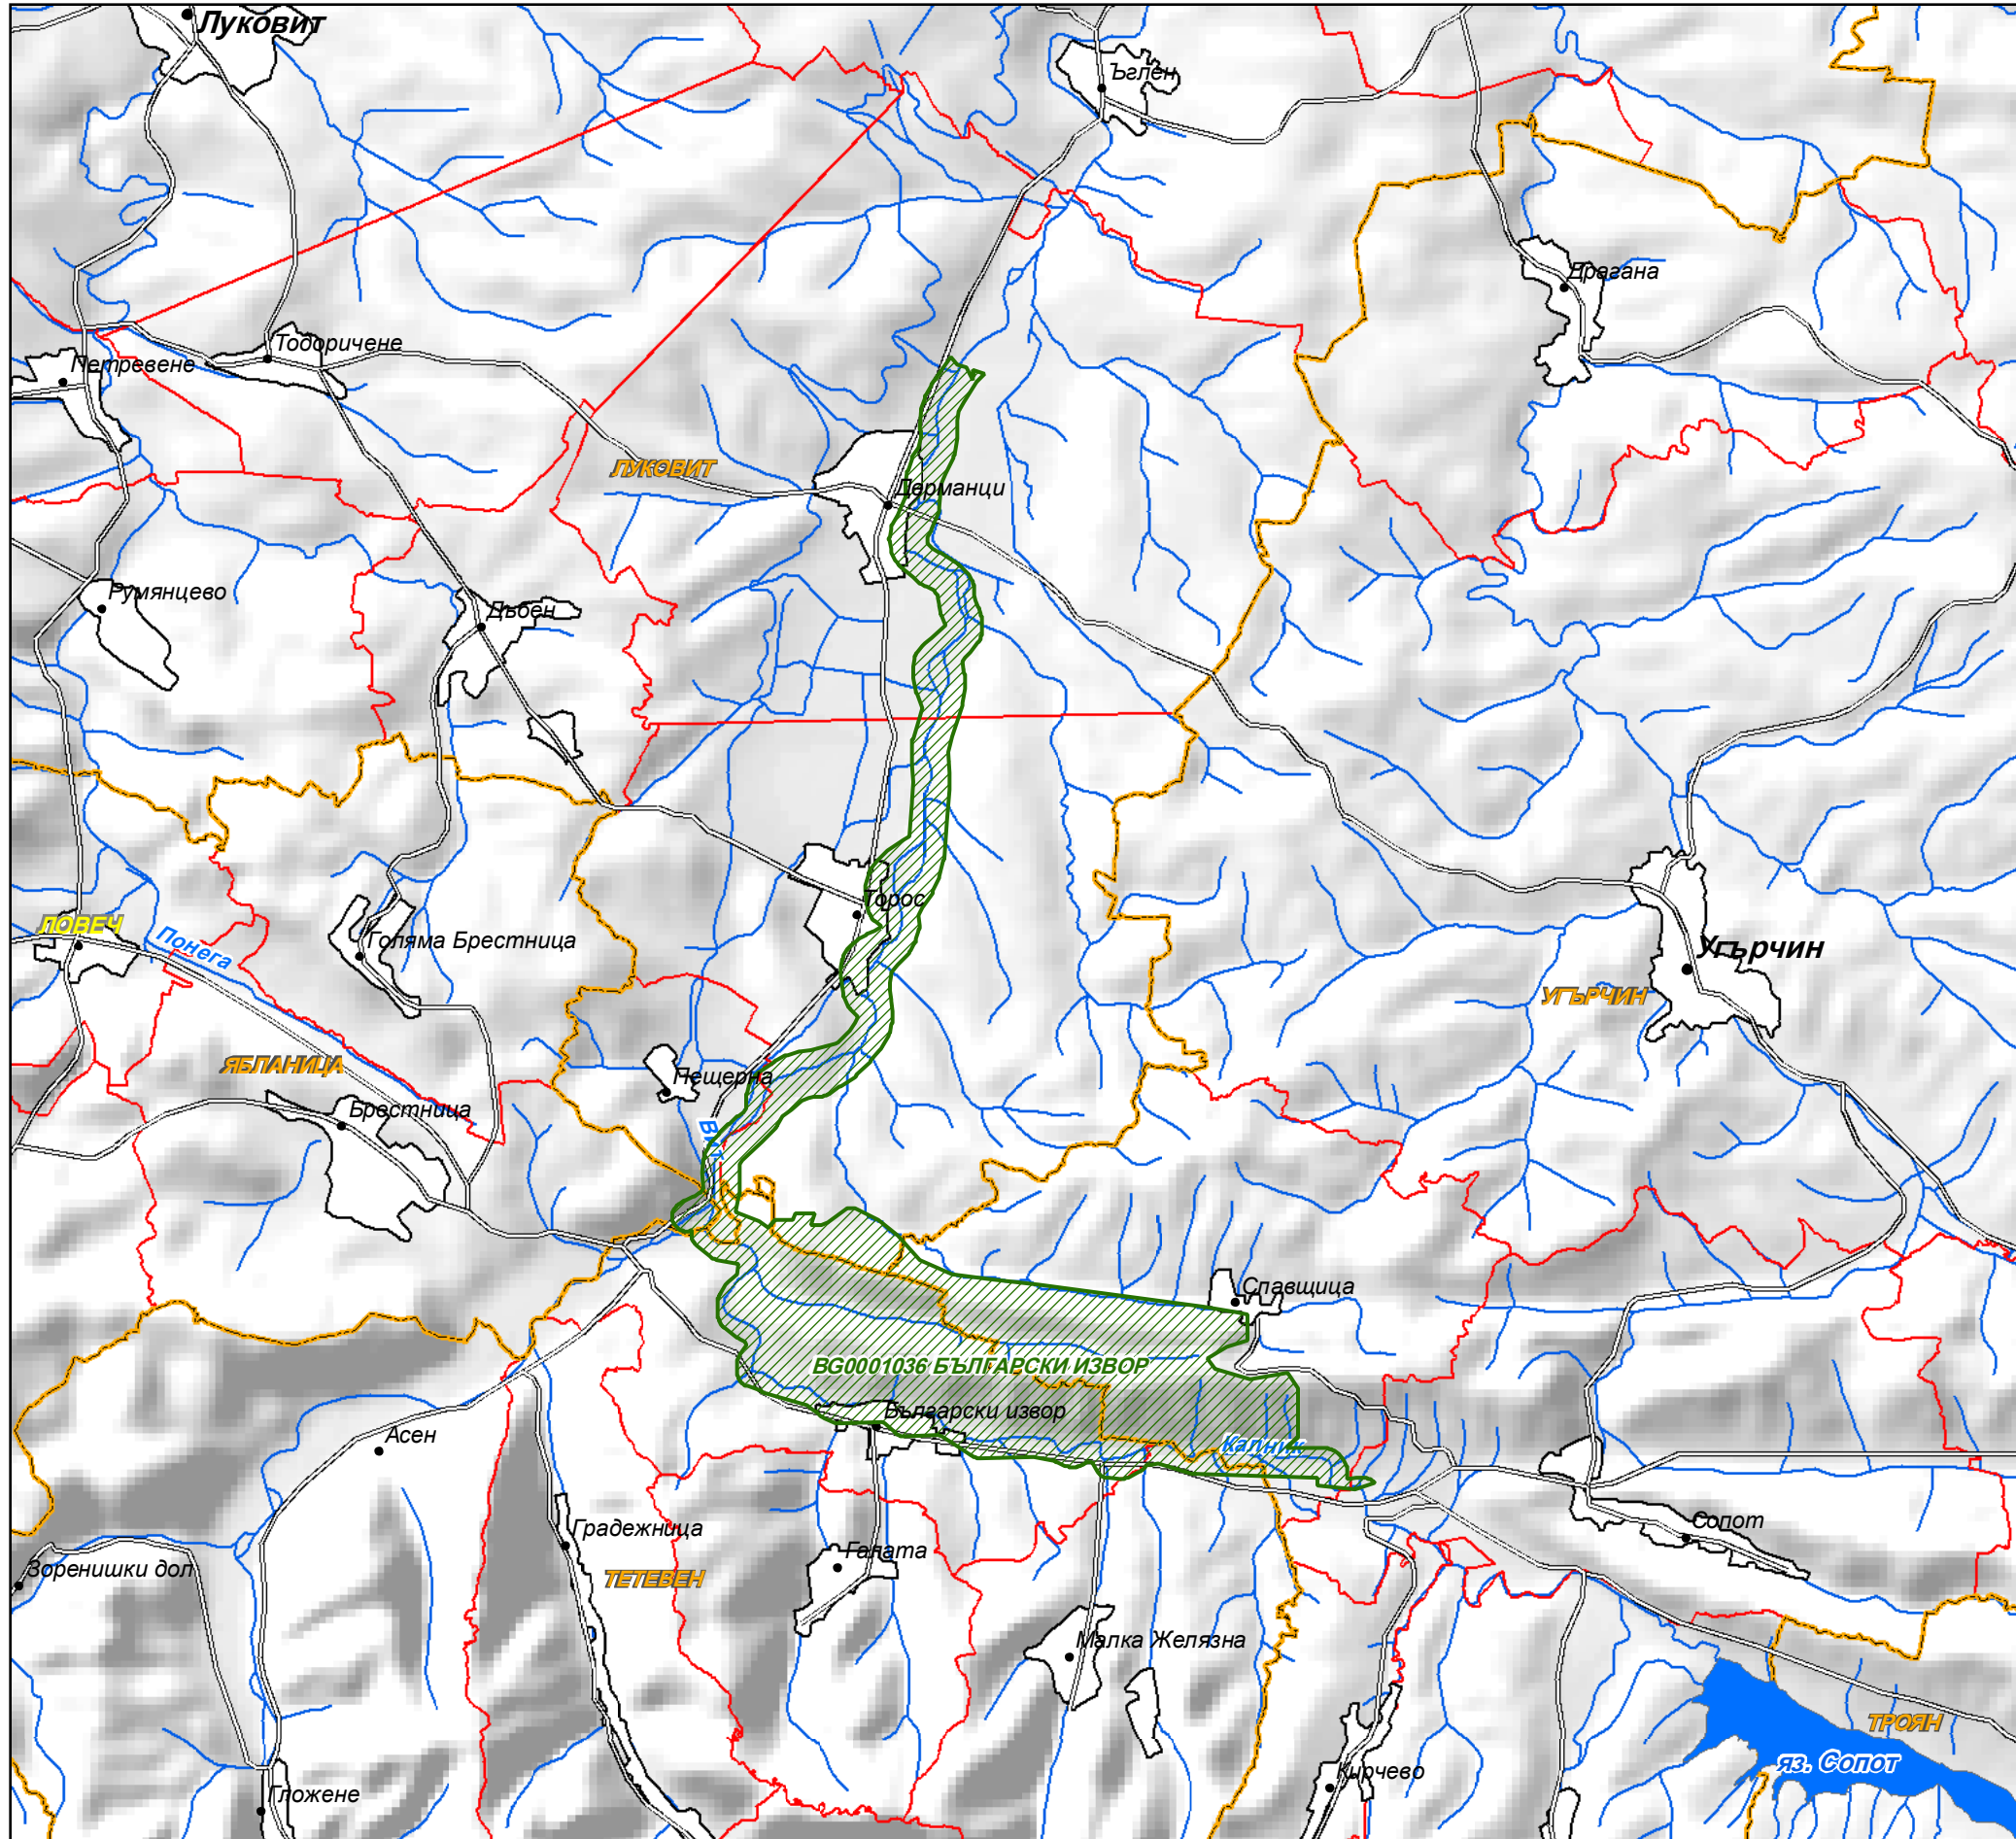 Луковит
Ъглен
Драгана
Тодоричене
Петревене
ЛУКОВИТ
Дерманци
Румянцево
Дъбен
Торос
ЛОВЕЧ
Понега
Голяма Брестница
Угърчин
УГЪРЧИН
ЯБЛАНИЦА
Пещерна
Брестница
Вит
Славщица
BG0001036 БЪЛГАРСКИ ИЗВОР
Български извор
Калник
Асен
Градежница
Сопот
Галата
Зоренишки дол
ТЕТЕВЕН
Малка Желязна
ТРОЯН
яз. Сопот
Кирчево
Гложене